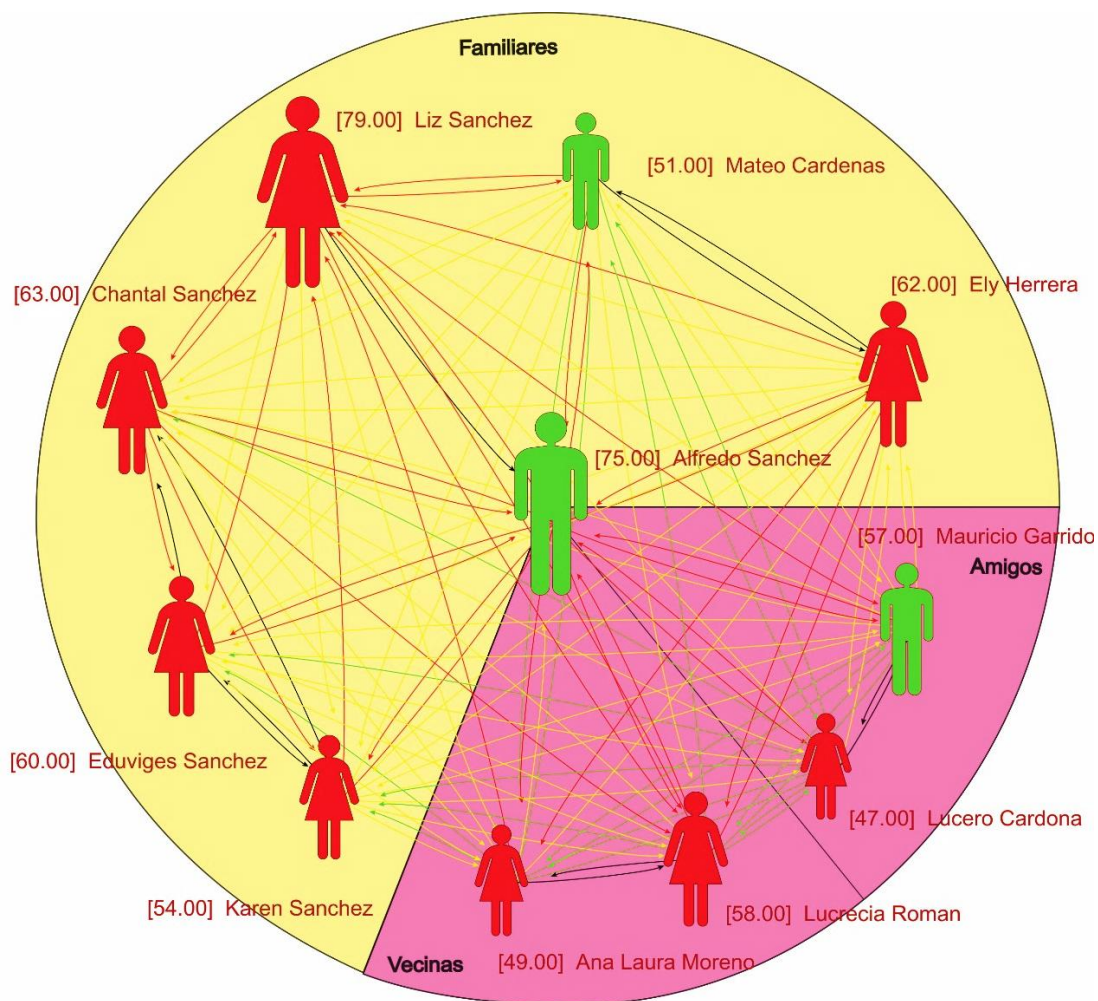 Familiares
[79.00] Liz Sanchez
[51.00] Mateo Cardenas
[62.00] Ely Herrera
[63.00] Chantal Sanchez
[75.00] Alfredo Sanchez
[57.00] Mauricio Garrido
Amigos
[60.00] Eduviges Sanchez
[47.00] Lucero Cardona
[54.00] Karen Sanchez
[58.00] Lucrecia Roman
Vecinas
[49.00] Ana Laura Moreno